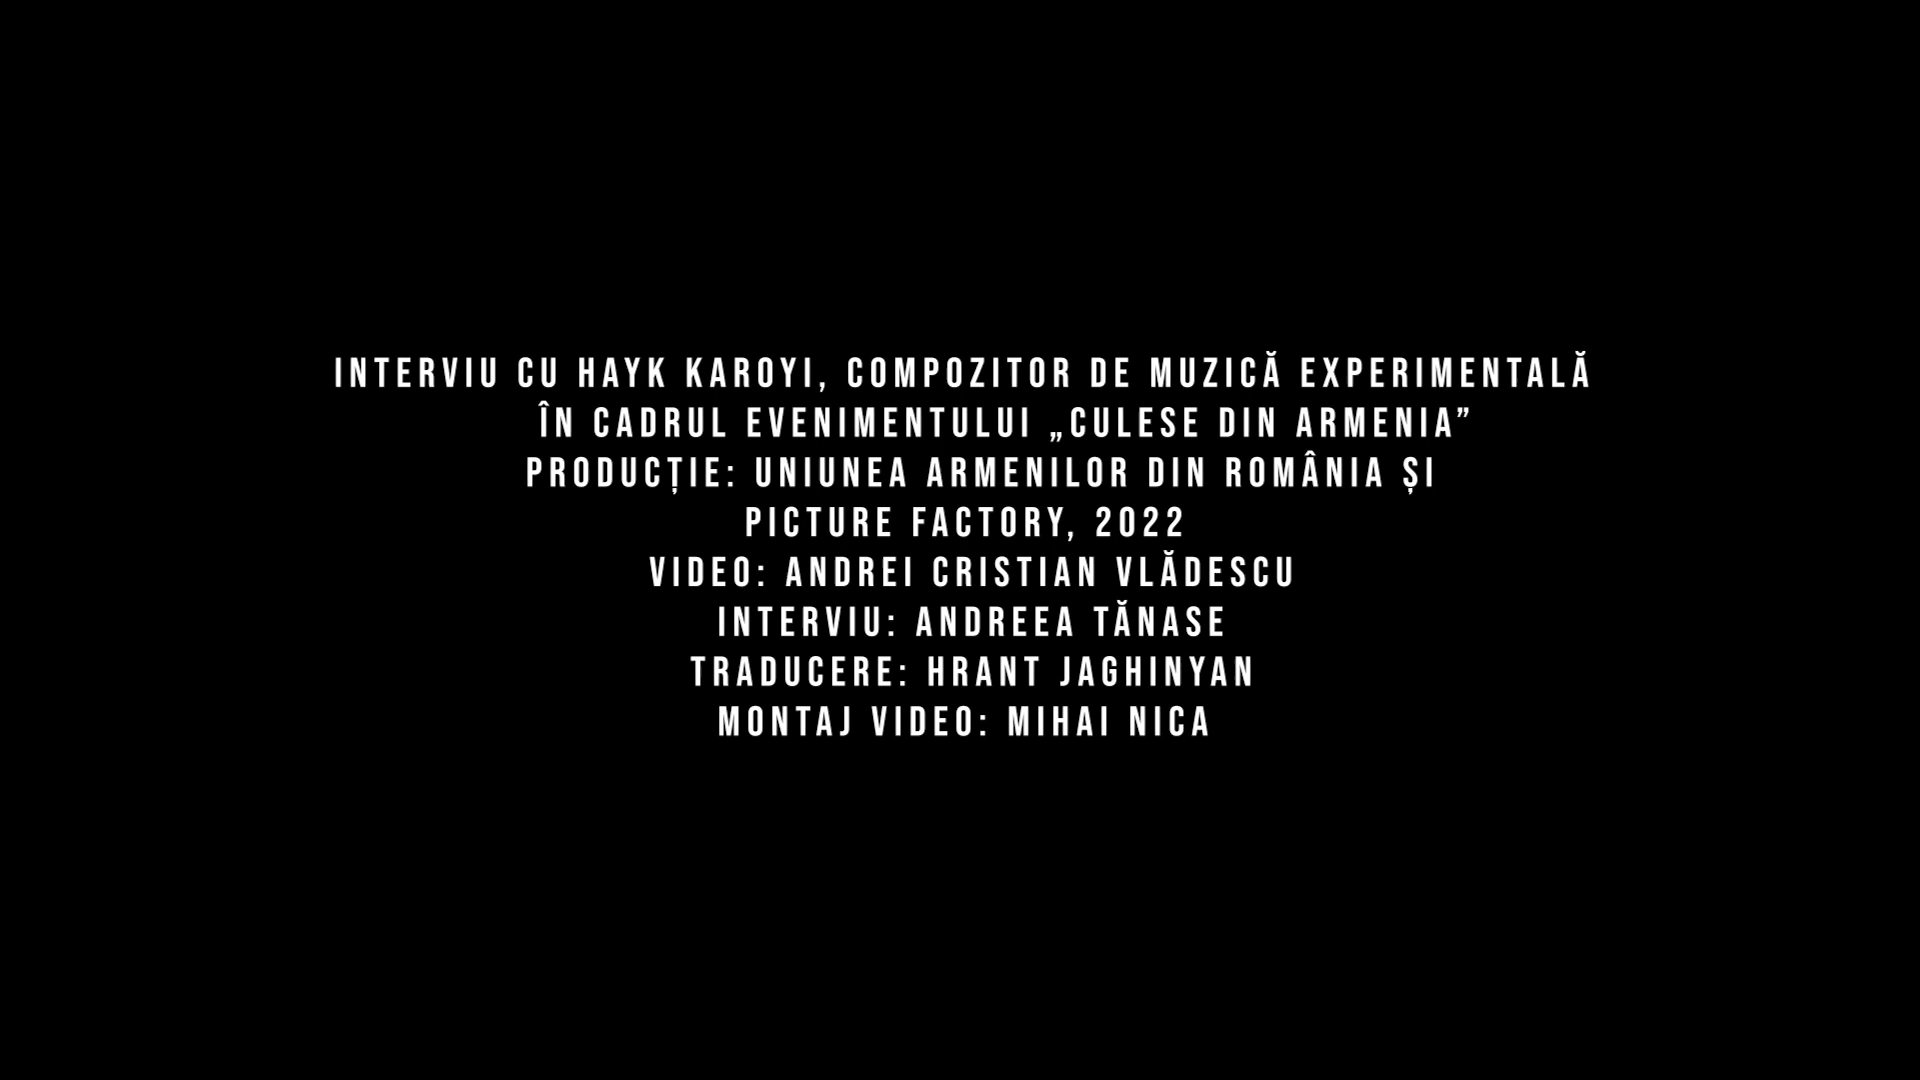 INTERVIU CU HAYK KAROYI, COMPOZITOR DE MUZICĂ EXPERIMENTALĂ
ÎN CADRUL EVENIMENTULUI „CULESE DIN ARMENIA”
PRODUCȚIE: UNIUNEA ARMENILOR DIN ROMÂNIA ȘI
PICTURE FACTORY, 2022
VIDEO: ANDREI CRISTIAN VLĂDESCU
INTERVIU: ANDREEA TĂNASE
TRADUCERE: HRANT JAGHINYAN
MONTAJ VIDEO: MIHAI NICA